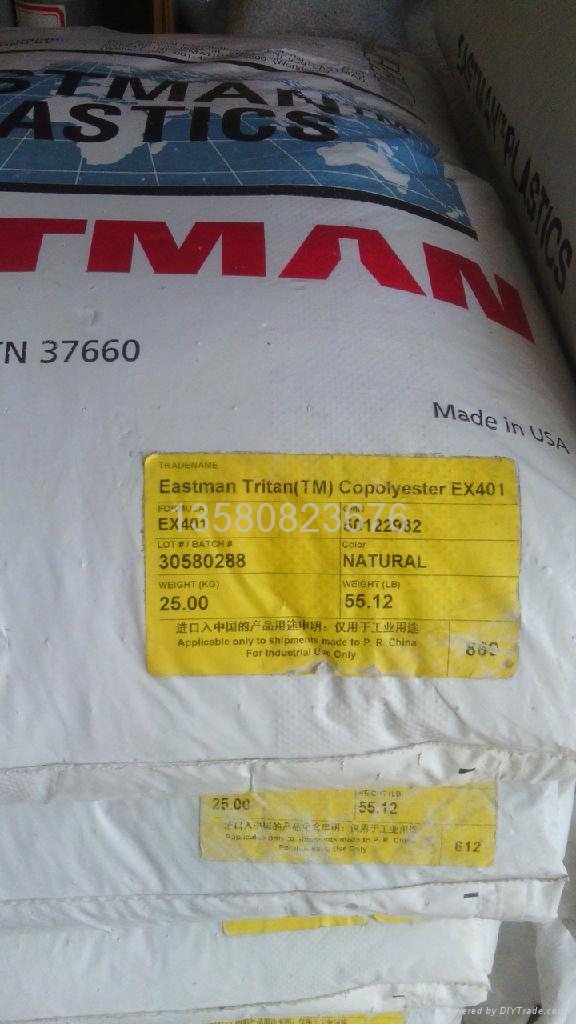 STMAN
ASTICS
TMAN
TN 37660
Made in USA
TRADENAME
Eastman Tritan(TM) Copolyester EX401
FORMULA
EX401
LOT # / BATCH #
Color
30580288
NATURAL
WEIGHT (KG)
WEIGHT (LB)
25.00
55.12
进口入中国的产品用途申明：仅用于工业用途
Applicable only to shipments made to P. R. China
For Industrial Use Only
25.00
55.12
612
EASTMAN PLASTICS
powered by DIYTrade.com